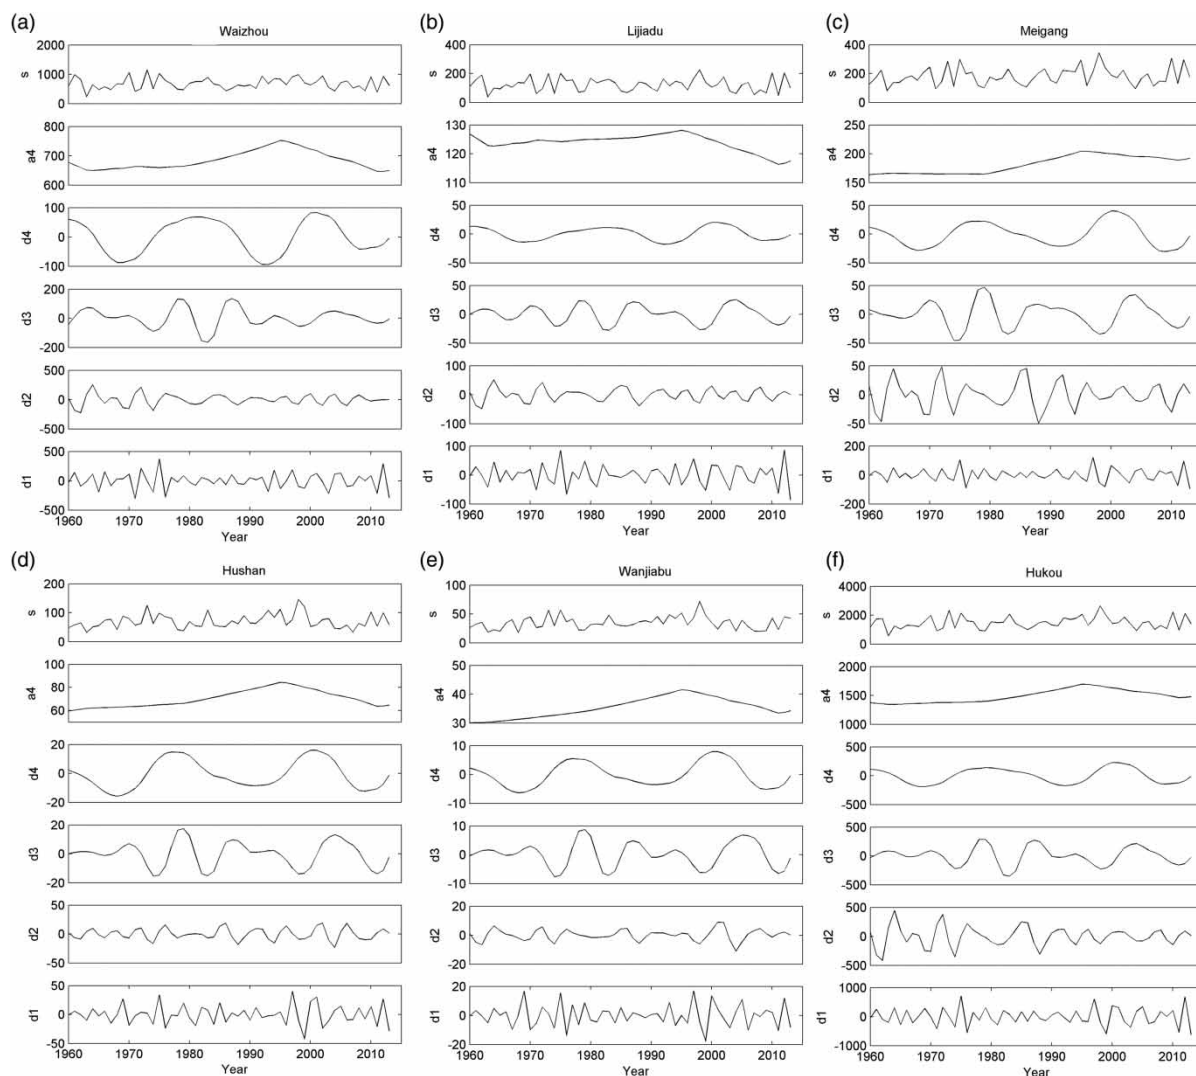 (a)
Waizhou
2000
1000
0
s
800
700
600
a4
100
0
-100
d4
200
0
-200
d3
500
0
-500
d2
500
0
-500
d1
1960 1970 1980 1990 2000 2010
Year
(b)
Lijiadu
400
200
0
s
130
120
110
a4
50
0
-50
d4
50
0
-50
d3
100
0
-100
d2
100
0
-100
d1
1960 1970 1980 1990 2000 2010
Year
(c)
Meigang
400
200
0
s
250
200
150
a4
50
0
-50
d4
50
0
-50
d3
50
0
-50
d2
200
0
-200
d1
1960 1970 1980 1990 2000 2010
Year
(d)
Hushan
200
100
0
s
100
80
60
a4
20
0
-20
d4
20
0
-20
d3
50
0
-50
d2
50
0
-50
d1
1960 1970 1980 1990 2000 2010
Year
(e)
Wanjiabu
100
50
0
s
50
40
30
a4
10
0
-10
d4
10
0
-10
d3
20
0
-20
d2
20
0
-20
d1
1960 1970 1980 1990 2000 2010
Year
(f)
Hukou
4000
2000
0
s
2000
1500
1000
a4
500
0
-500
d4
500
0
-500
d3
500
0
-500
d2
1000
0
-1000
d1
1960 1970 1980 1990 2000 2010
Year